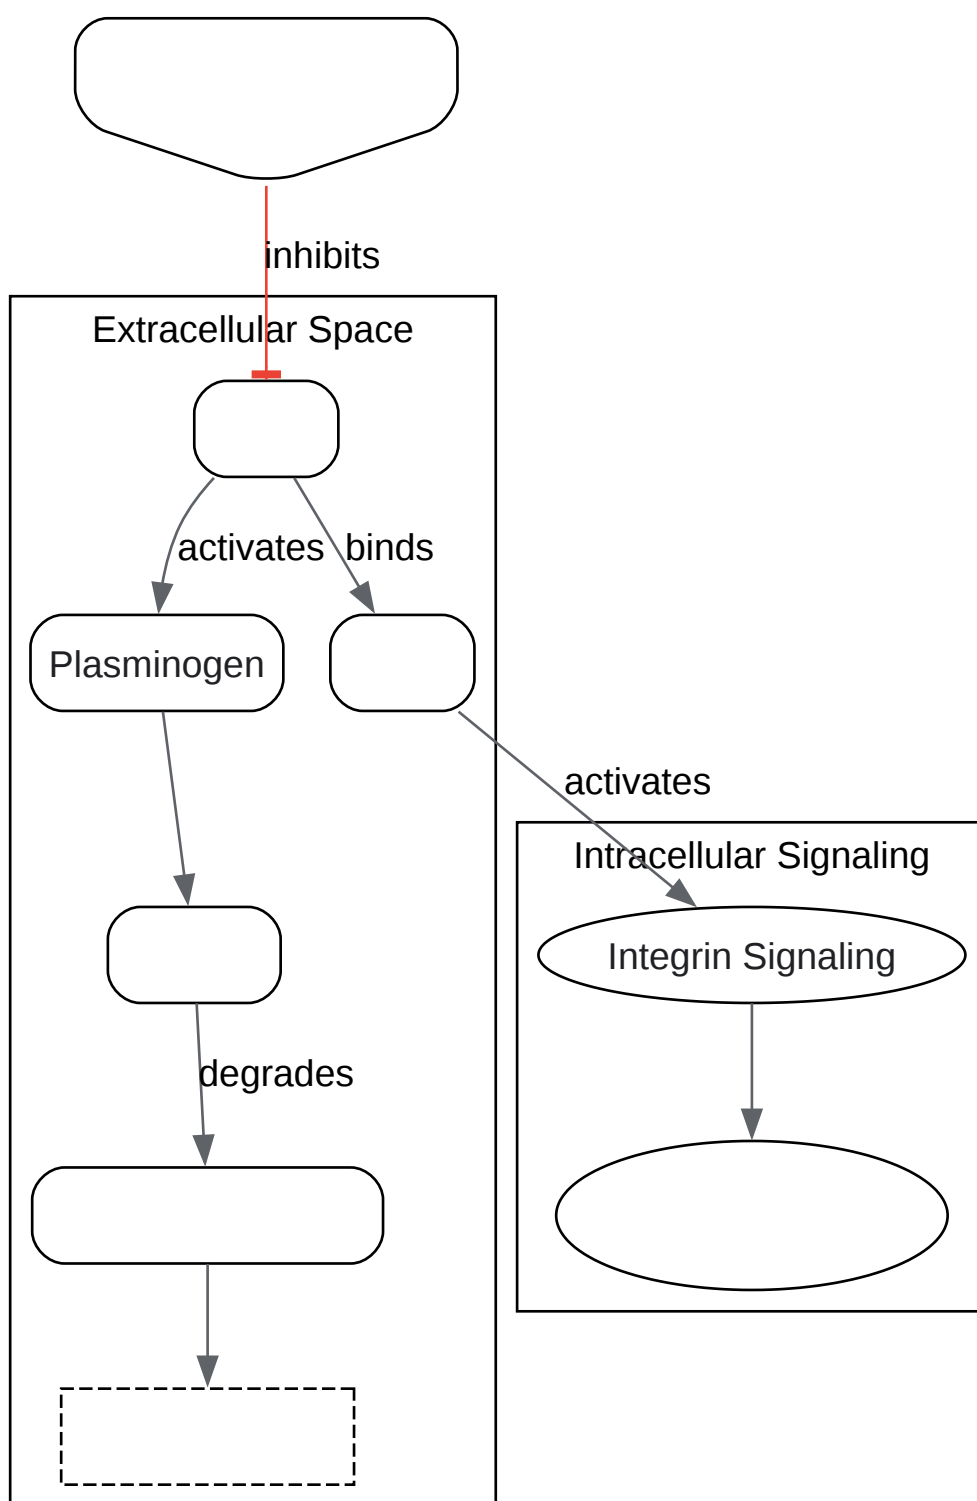 inhibits
Extracellular Space
activates
binds
Plasminogen
activates
Intracellular Signaling
Integrin Signaling
degrades